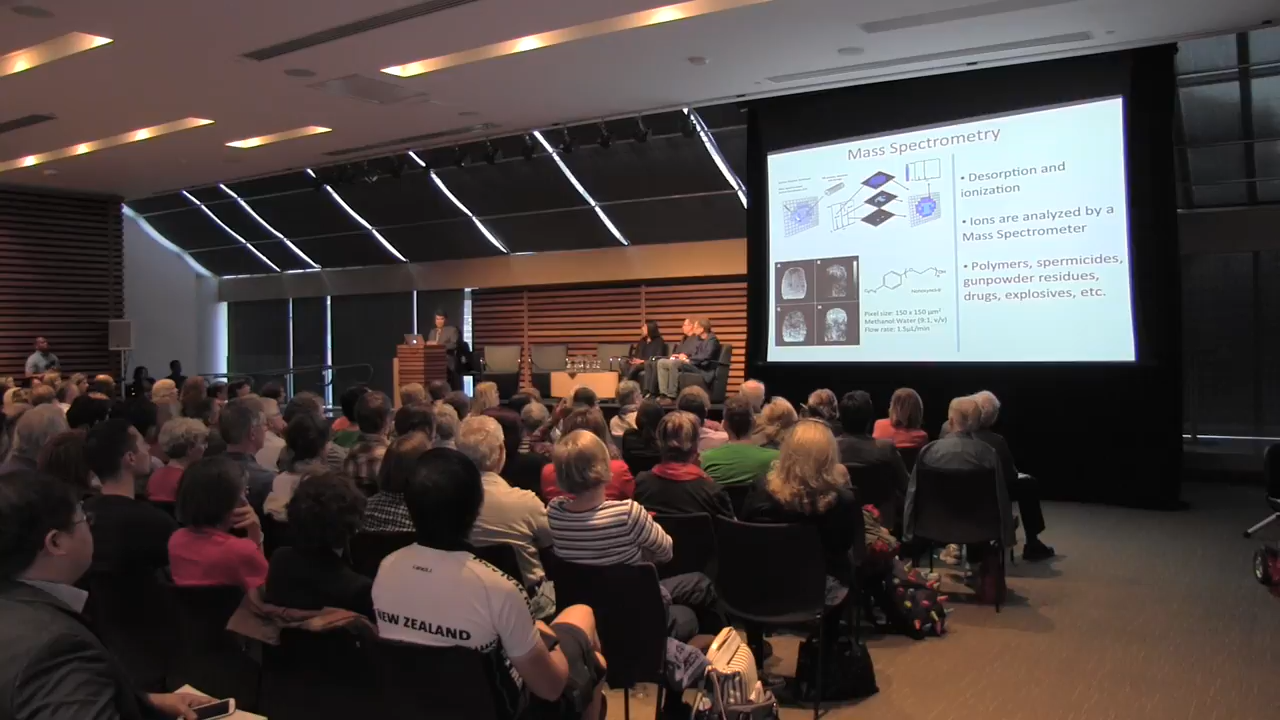 Mass Spectrometry
• Desorption and
ionization
• Ions are analyzed by a
Mass Spectrometer
• Polymers, spermicides,
gunpowder residues,
drugs, explosives, etc.
Pixel size: 150 x 150 µm²
Methanol Water (9:1, v/v)
Flow rate: 1.5µL/min
NEW ZEALAND